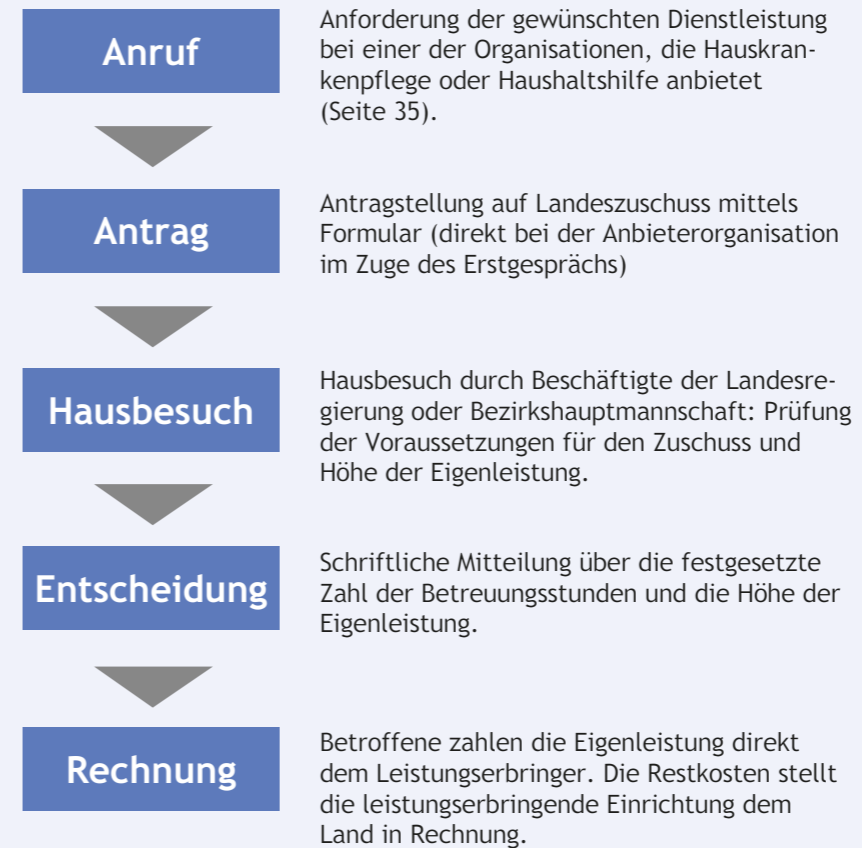 Anruf
Anforderung der gewünschten Dienstleistung
bei einer der Organisationen, die Hauskran-
kenpflege oder Haushaltshilfe anbietet
(Seite 35).
Antrag
Antragstellung auf Landeszuschuss mittels
Formular (direkt bei der Anbieterorganisation
im Zuge des Erstgesprächs)
Hausbesuch
Hausbesuch durch Beschäftigte der Landesre-
gierung oder Bezirkshauptmannschaft: Prüfung
der Voraussetzungen für den Zuschuss und
Höhe der Eigenleistung.
Entscheidung
Schriftliche Mitteilung über die festgesetzte
Zahl der Betreuungsstunden und die Höhe der
Eigenleistung.
Rechnung
Betroffene zahlen die Eigenleistung direkt
dem Leistungserbringer. Die Restkosten stellt
die leistungserbringende Einrichtung dem
Land in Rechnung.